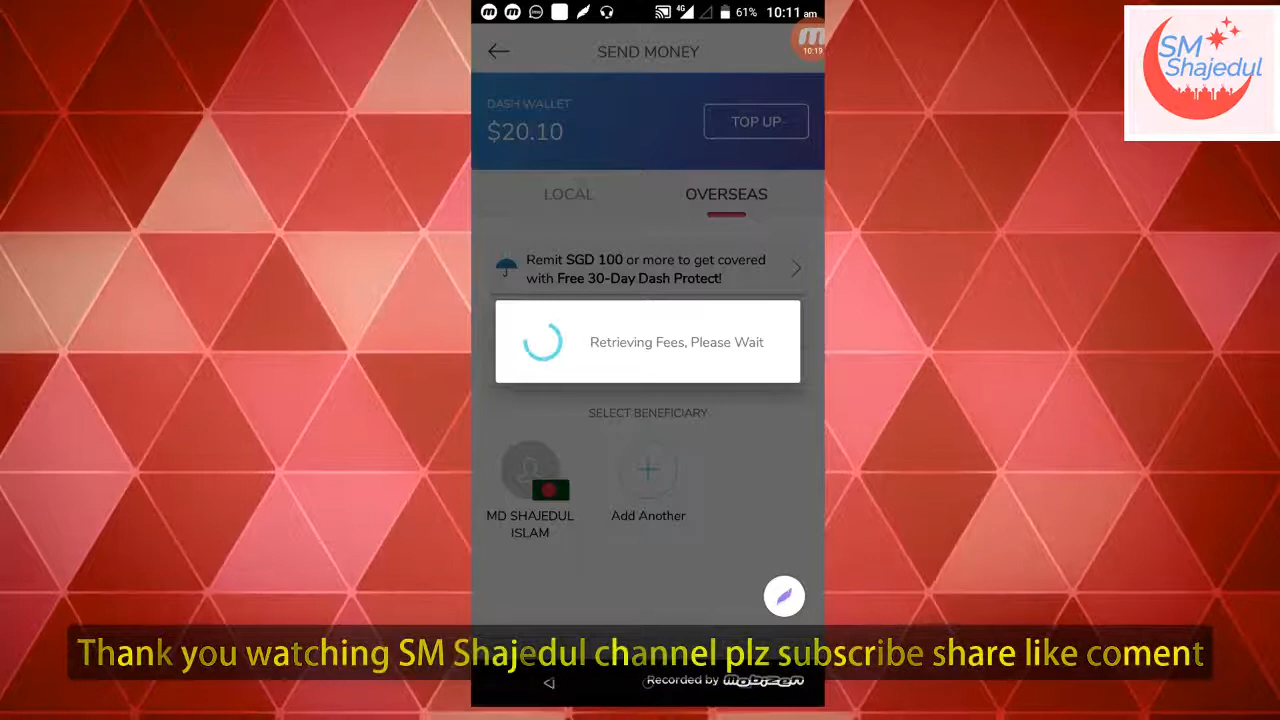 61% 10:11 am
SM
Shajedul
SEND MONEY
10:19
DASH WALLET
$20.10
TOP UP
LOCAL
OVERSEAS
Remit SGD 100 or more to get covered
with Free 30-Day Dash Protect!
Retrieving Fees, Please Wait
SELECT BENEFICIARY
MD SHAJEDUL
ISLAM
Add Another
Thank you watching SM Shajedul channel plz subscribe share like coment
Recorded by mobizen